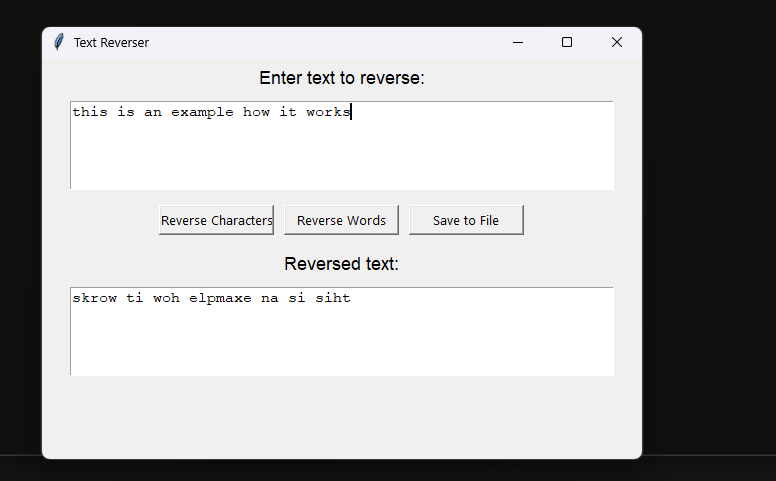 Text Reverser
Enter text to reverse:
this is an example how it works
Reverse Characters Reverse Words Save to File
Reversed text:
skrow ti woh elpmaxe na si siht